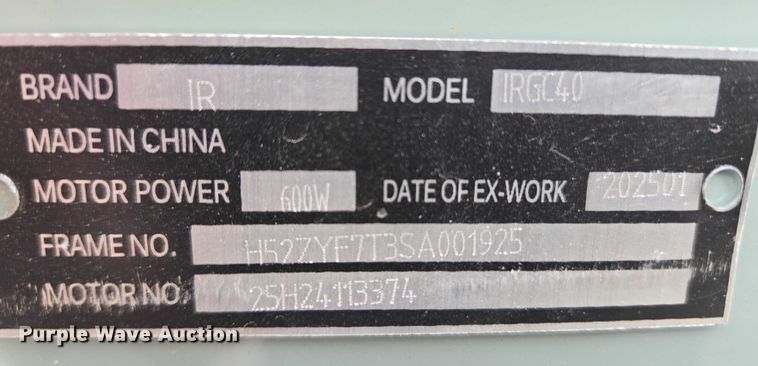 BRAND IR MODEL IRGC40
MADE IN CHINA
MOTOR POWER 600W DATE OF EX-WORK 202501
FRAME NO. H52ZYF7T3SA001925
MOTOR NO. 25H24113374
Purple Wave Auction